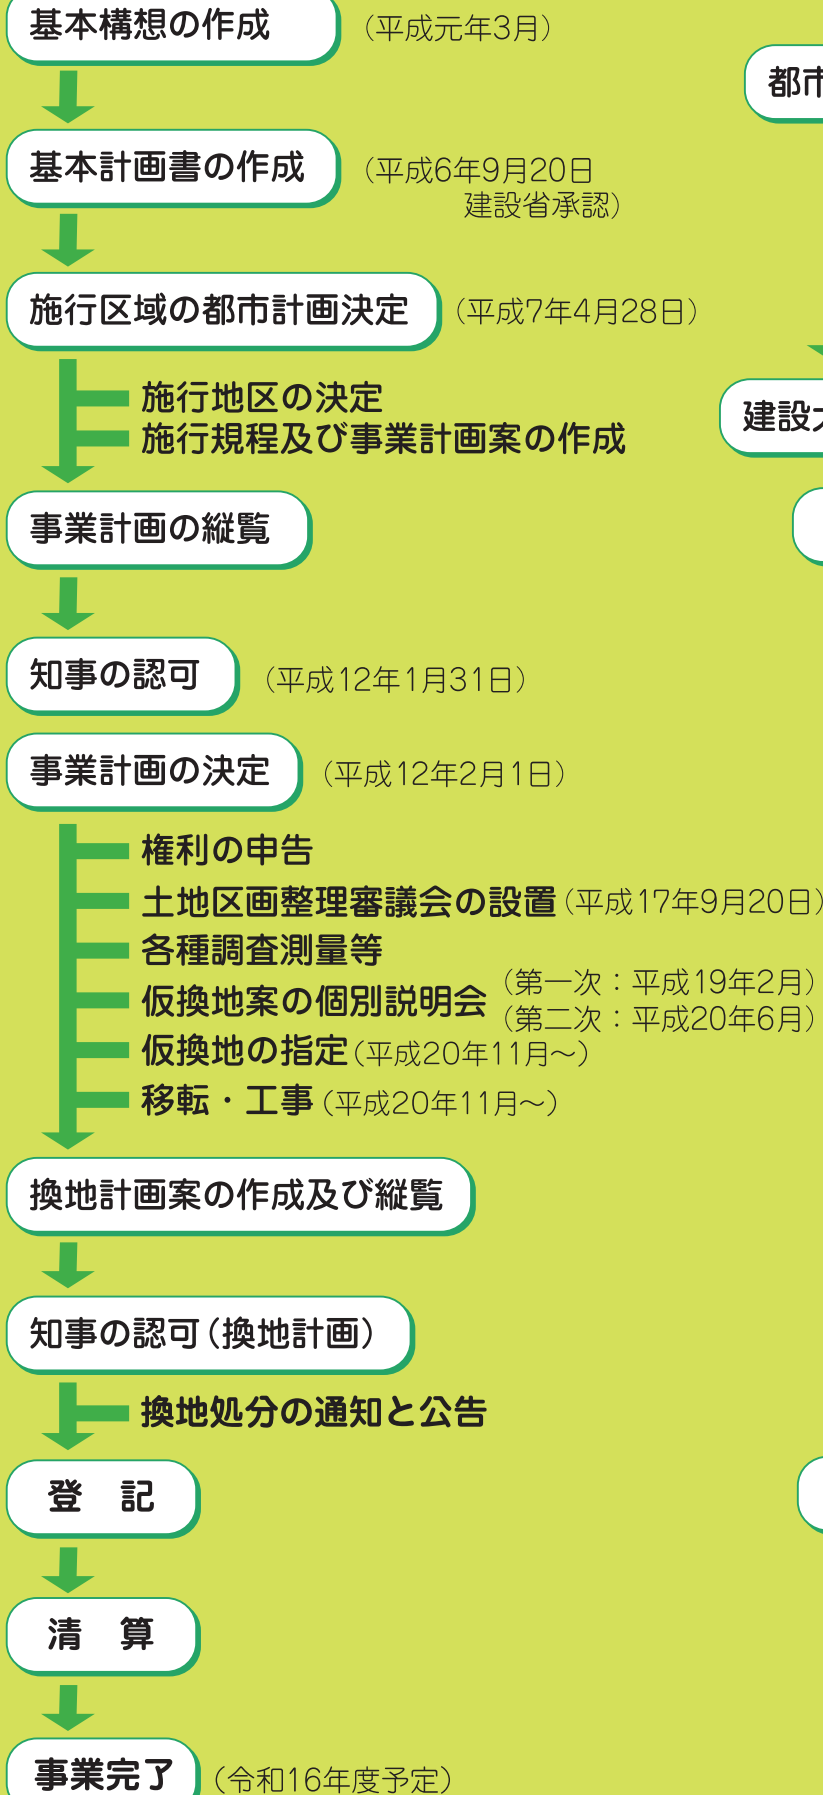 基本構想の作成 （平成元年3月）
都市
基本計画書の作成 （平成6年9月20日
建設省承認）
施行区域の都市計画決定 （平成7年4月28日）
施行地区の決定
建設
施行規程及び事業計画案の作成
事業計画の縦覧
知事の認可 （平成12年1月31日）
事業計画の決定 （平成12年2月1日）
権利の申告
土地区画整理審議会の設置（平成17年9月20日）
各種調査測量等
仮換地案の個別説明会 （第一次：平成19年2月）
（第二次：平成20年6月）
仮換地の指定（平成20年11月～）
移転・工事（平成20年11月～）
換地計画案の作成及び縦覧
知事の認可（換地計画）
換地処分の通知と公告
登　記
清　算
事業完了 （令和16年度予定）